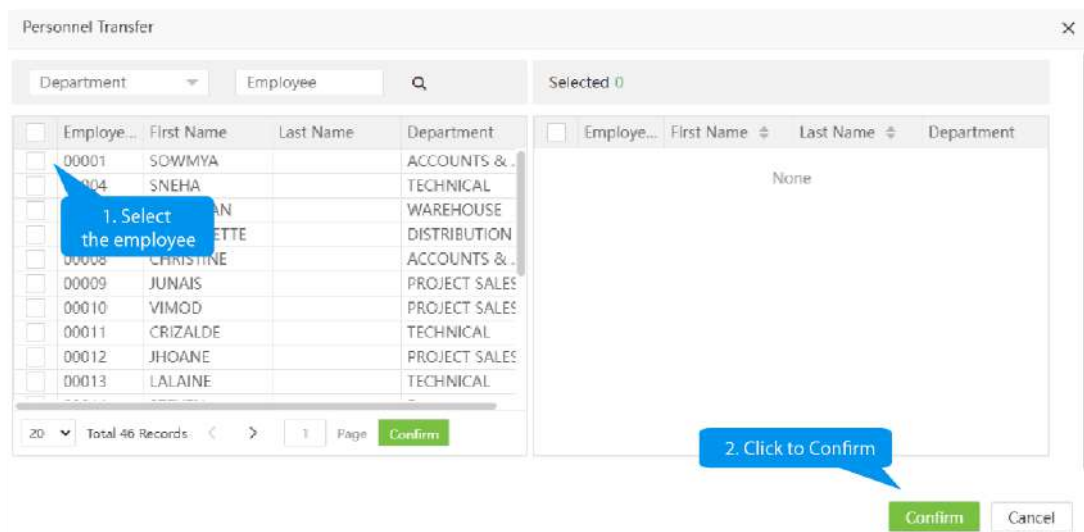 Personnel Transfer
Department Employee Selected 0
Employe... First Name Last Name Department Employe... First Name Last Name Department
00001 SOWMYA ACCOUNTS & .
SNEHA TECHNICAL None
WAREHOUSE
DISTRIBUTION
1. Select
the employee
00008 CHRISTINE ACCOUNTS & .
00009 JUNAIS PROJECT SALES
00010 VIMOD PROJECT SALES
00011 CRIZALDE TECHNICAL
00012 JHOANE PROJECT SALES
00013 LALAINE TECHNICAL
20 Total 46 Records < > 1 Page Confirm
2. Click to Confirm
Confirm Cancel